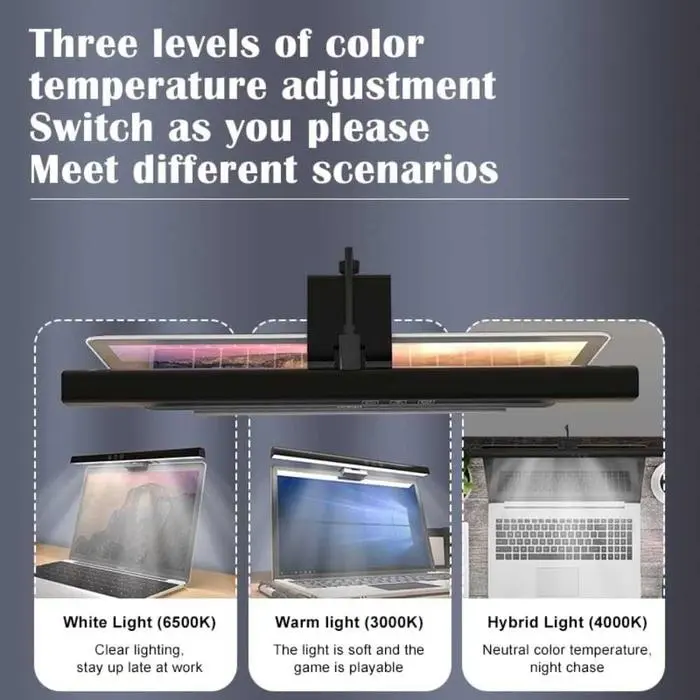 Three levels of color
temperature adjustment
Switch as you please
Meet different scenarios
White Light (6500K)
Clear lighting,
stay up late at work
Warm light (3000K)
The light is soft and the
game is playable
Hybrid Light (4000K)
Neutral color temperature,
night chase